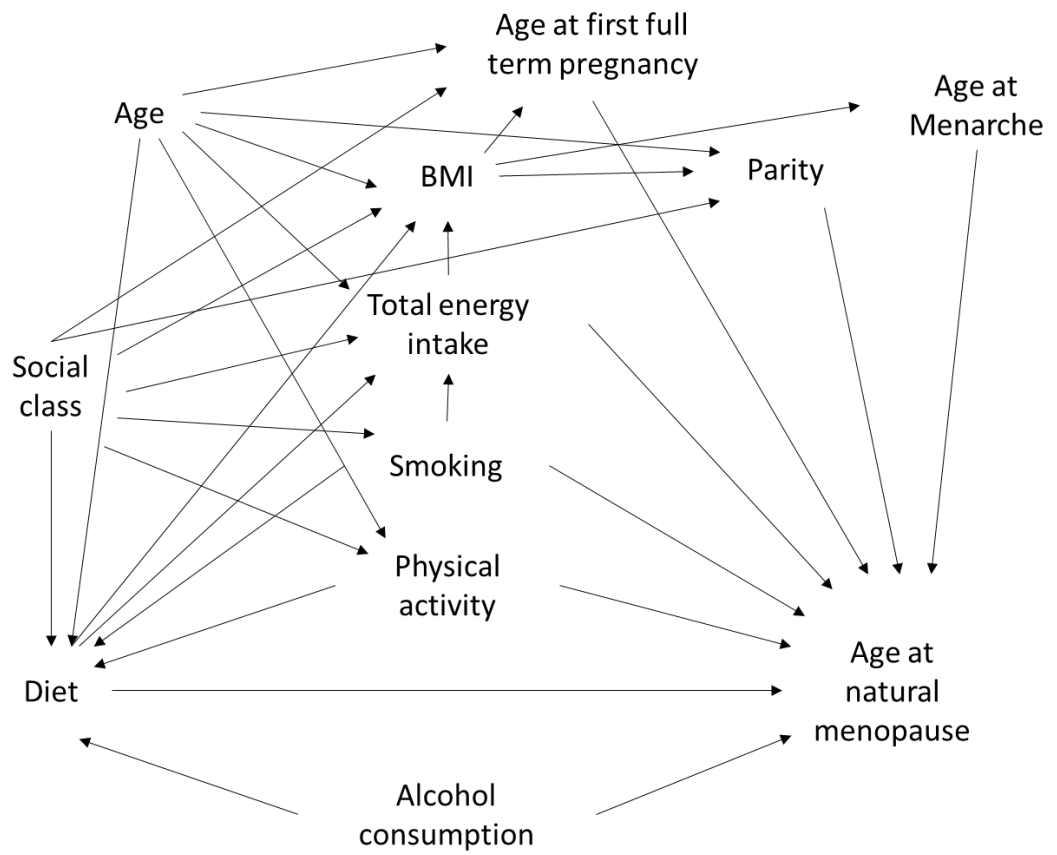 Age at first full
term pregnancy
Age at
Menarche
Age
BMI
Parity
Total energy
intake
Social
class
Smoking
Physical
activity
Diet
Age at
natural
menopause
Alcohol
consumption